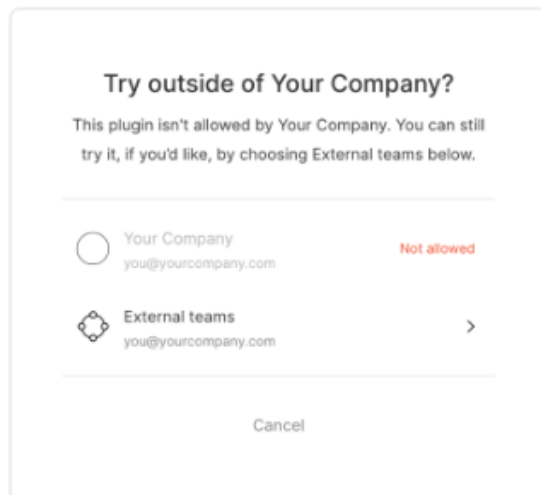 Try outside of Your Company?
This plugin isn't allowed by Your Company. You can still
try it, if you'd like, by choosing External teams below.
Your Company
you@yourcompany.com
Not allowed
External teams
you@yourcompany.com
Cancel